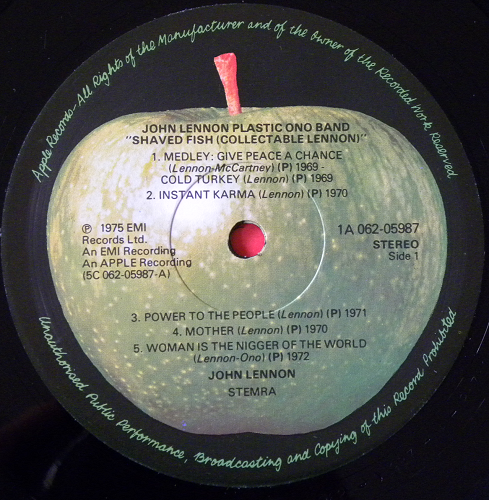 Apple Records-All Rights of the Manufacturer and of the Owner of the Recorded Work Reserved
JOHN LENNON PLASTIC ONO BAND
"SHAVED FISH (COLLECTABLE LENNON)"
1. MEDLEY: GIVE PEACE A CHANCE
(Lennon-McCartney) (P) 1969 -
COLD TURKEY (Lennon) (P) 1969
2. INSTANT KARMA (Lennon) (P) 1970
℗ 1975 EMI
Records Ltd.
An EMI Recording
An APPLE Recording
(5C 062-05987-A)
1A 062-05987
STEREO
Side 1
3. POWER TO THE PEOPLE (Lennon) (P) 1971
4. MOTHER (Lennon) (P) 1970
5. WOMAN IS THE NIGGER OF THE WORLD
(Lennon-Ono) (P) 1972
JOHN LENNON
STEMRA
Unauthorised Public Performance, Broadcasting and Copying of this Record Prohibited